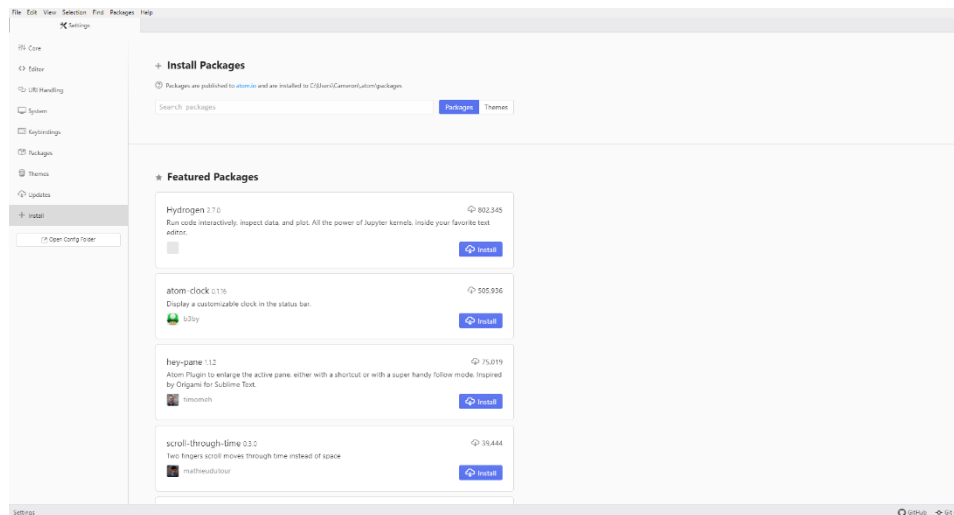 File Edit View Selection Find Packages Help
Settings
Core
Editor
URI Handling
System
Keybindings
Packages
Themes
Updates
Install
Open Config Folder
Install Packages
Packages are published to atom.io and are installed to C:\Users\Cameron\.atom\packages
Search packages
Packages Themes
Featured Packages
Hydrogen 2.7.0 802,345
Run code interactively, inspect data, and plot. All the power of Jupyter kernels, inside your favorite text
editor.
Install
atom-clock 0.1.16 505,936
Display a customizable clock in the status bar.
b3by Install
hey-pane 1.1.2 75,019
Atom Plugin to enlarge the active pane, either with a shortcut or with a super handy follow mode. Inspired
by Origami for Sublime Text.
timomeh Install
scroll-through-time 0.3.0 39,444
Two fingers scroll moves through time instead of space
mathieudutour Install
Settings GitHub Git